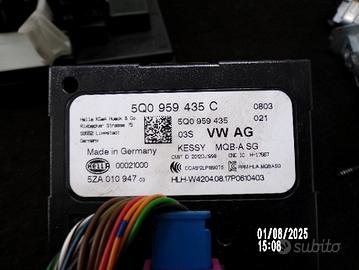 5Q0 959 435 C
0803
Hella KGaA Hueck & Co
Rixbecker Strasse 75
59552 Lippstadt
Germany
5Q0 959 435
021
03S VW AG
Made in Germany
KESSY MQB-A SG
HELLA
00021000
5ZA 010 947 03
HLH-W4204.08.17P0610403
01/08/2025
15:08
subito